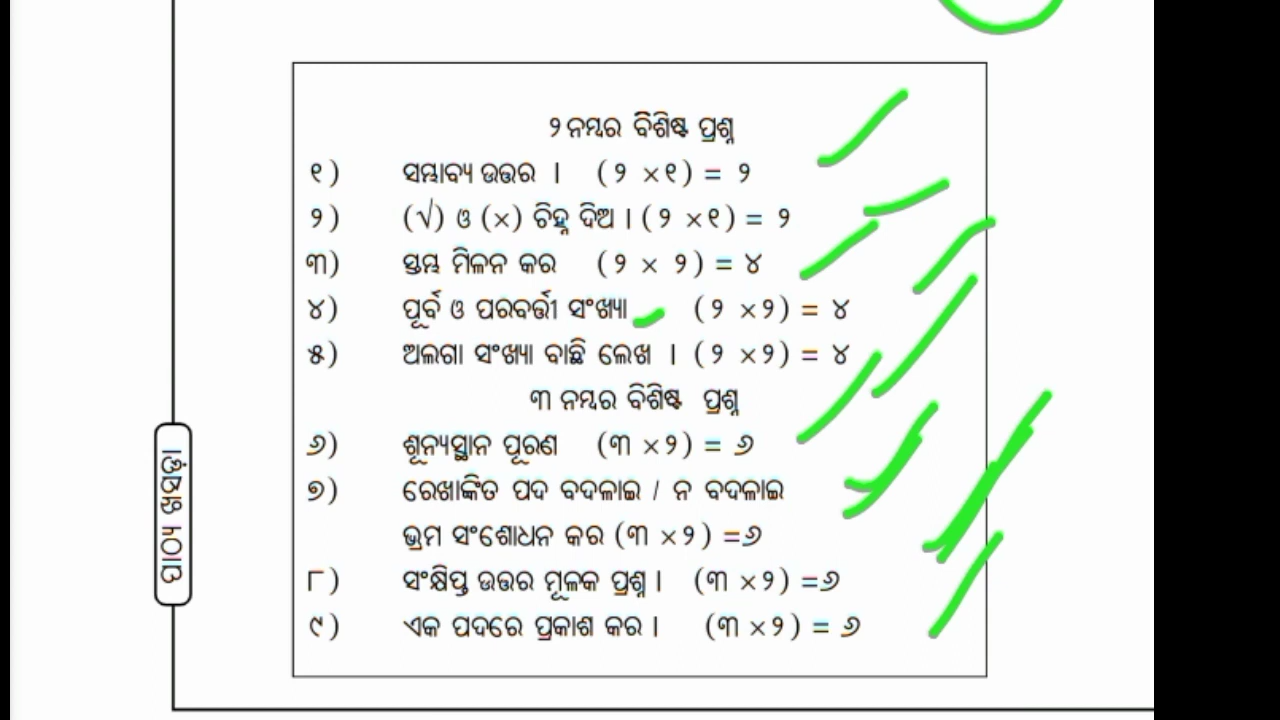 ୨ ନମ୍ବର ବିଶିଷ୍ଟ ପ୍ରଶ୍ନ
୧) ସମ୍ଭାବ୍ୟ ଉତ୍ତର । (୨ ×୧) = ୨
୨) (√) ଓ (×) ଚିହ୍ନ ଦିଅ । (୨ ×୧) = ୨
୩) ସ୍ତମ୍ଭ ମିଳନ କର (୨ × ୨) = ୪
୪) ପୂର୍ବ ଓ ପରବର୍ତ୍ତୀ ସଂଖ୍ୟା (୨ ×୨) = ୪
୫) ଅଲଗା ସଂଖ୍ୟା ବାଛି ଲେଖ । (୨ ×୨) = ୪
୩ ନମ୍ବର ବିଶିଷ୍ଟ ପ୍ରଶ୍ନ
୬) ଶୂନ୍ୟସ୍ଥାନ ପୂରଣ (୩ ×୨) = ୬
୭) ରେଖାଙ୍କିତ ପଦ ବଦଳାଇ / ନ ବଦଳାଇ
ଭ୍ରମ ସଂଶୋଧନ କର (୩ ×୨) =୬
୮) ସଂକ୍ଷିପ୍ତ ଉତ୍ତର ମୂଳକ ପ୍ରଶ୍ନ । (୩ ×୨) =୬
୯) ଏକ ପଦରେ ପ୍ରକାଶ କର । (୩ ×୨) = ୬